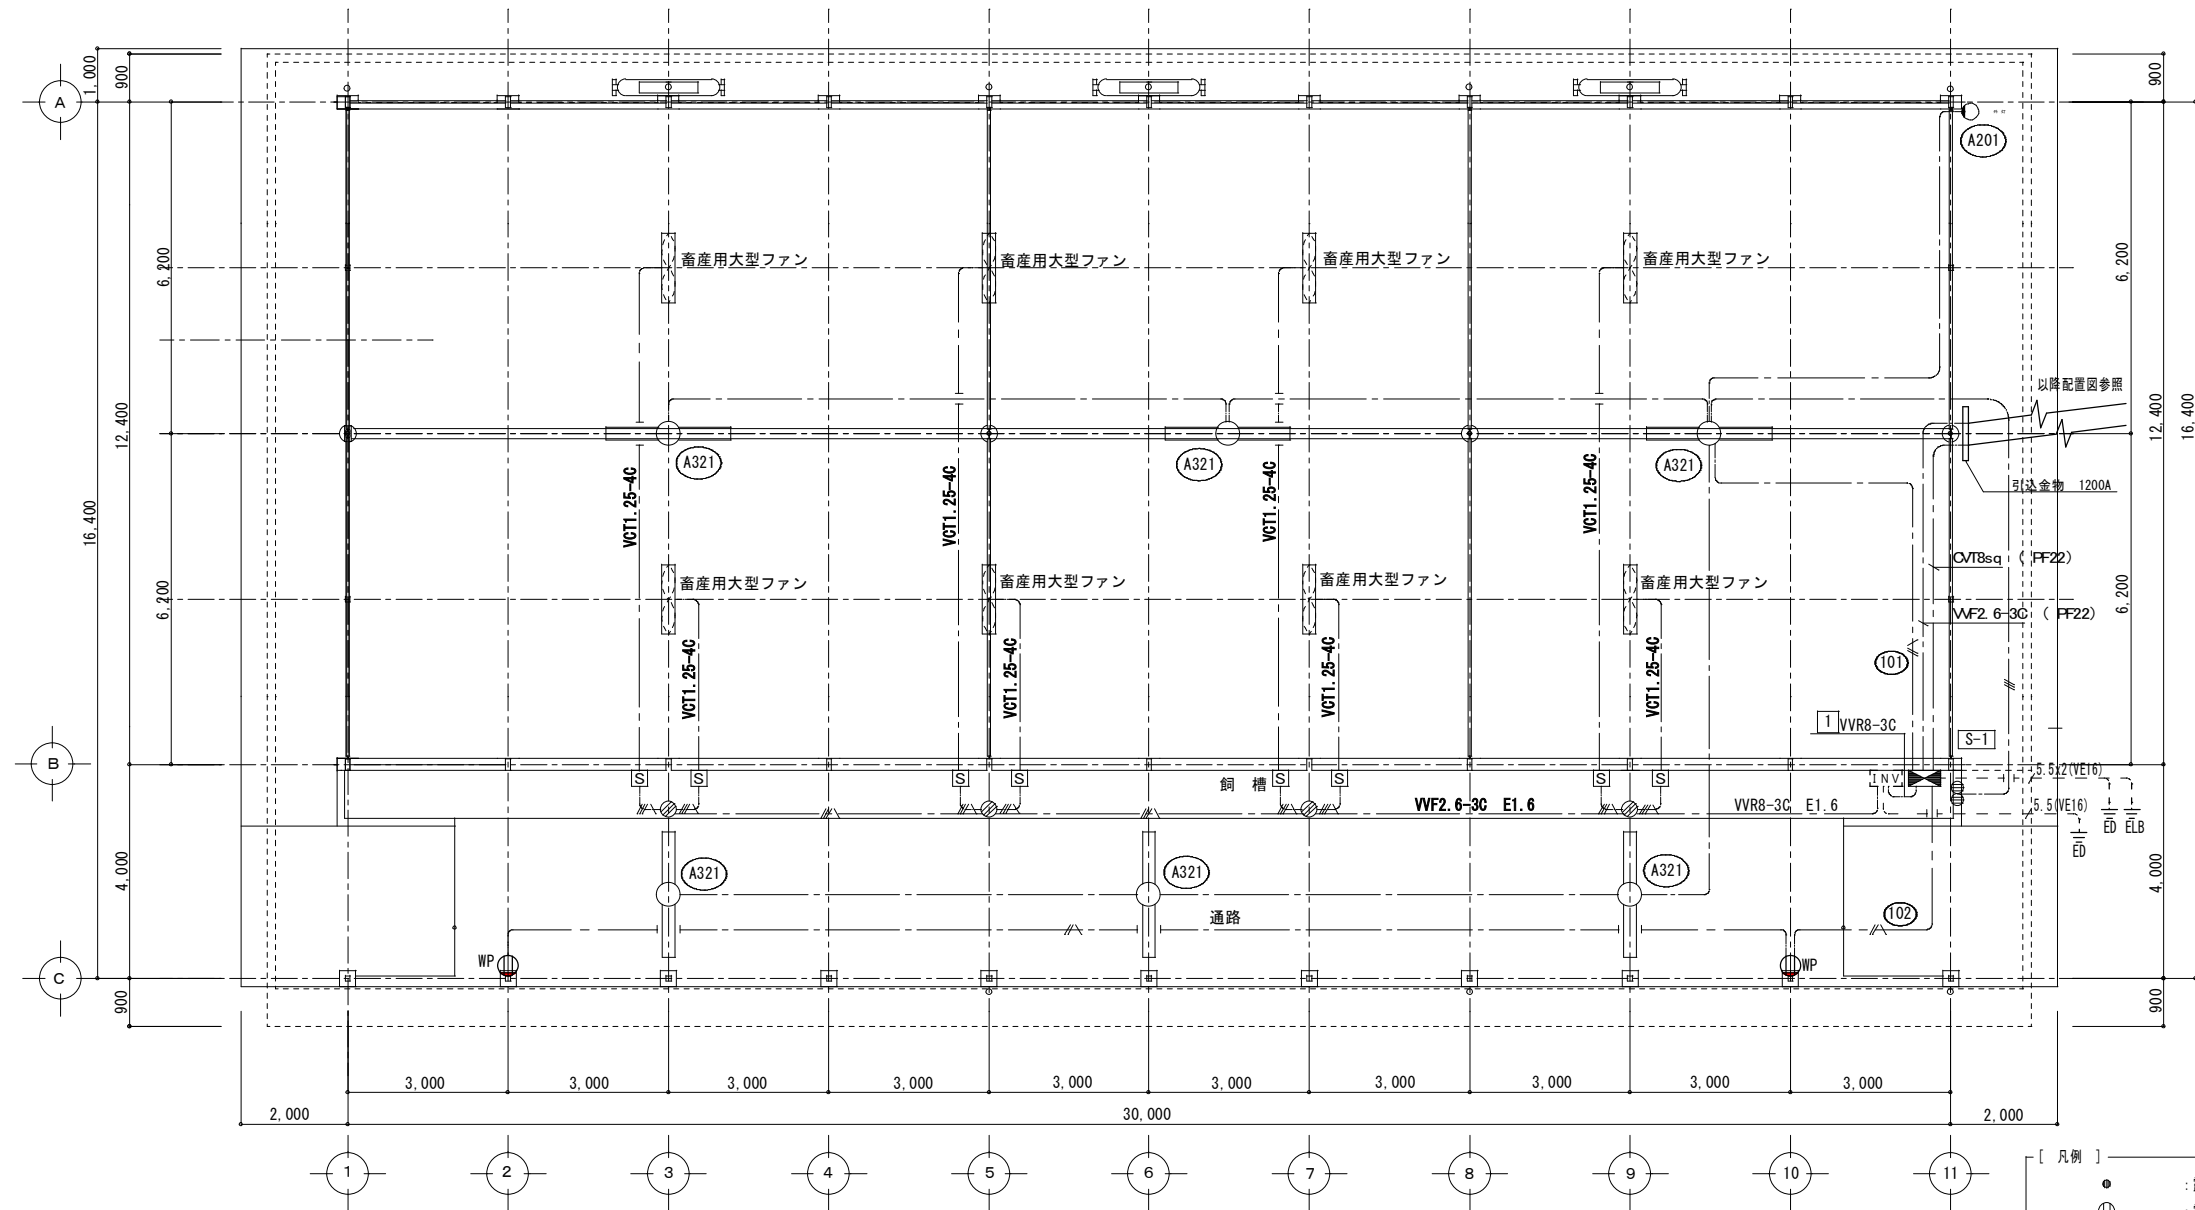 1,000
900
900
A
A201
畜産用大型ファン
畜産用大型ファン
畜産用大型ファン
畜産用大型ファン
6,200
6,200
以降配置図参照
12,400
12,400
16,400
16,400
A321
A321
A321
VCT1.25-4C
VCT1.25-4C
VCT1.25-4C
VCT1.25-4C
引込金物 1200A
CVT8sq ( PF22)
畜産用大型ファン
畜産用大型ファン
畜産用大型ファン
畜産用大型ファン
6,200
6,200
VVF2.6-3C ( PF22)
VCT1.25-4C
VCT1.25-4C
VCT1.25-4C
VCT1.25-4C
101
1 VVR8-3C
S-1
B
S S S S S S S S
飼 槽
INV
5.5x2(VE16)
VVF2.6-3C E1.6
VVR8-3C E1.6
5.5(VE16)
ED ELB
ED
A321
A321
A321
4,000
4,000
通路
102
WP
WP
C
900
900
3,000 3,000 3,000 3,000 3,000 3,000 3,000 3,000 3,000 3,000
2,000 30,000 2,000
[ 凡例 ]
1 2 3 4 5 6 7 8 9 10 11